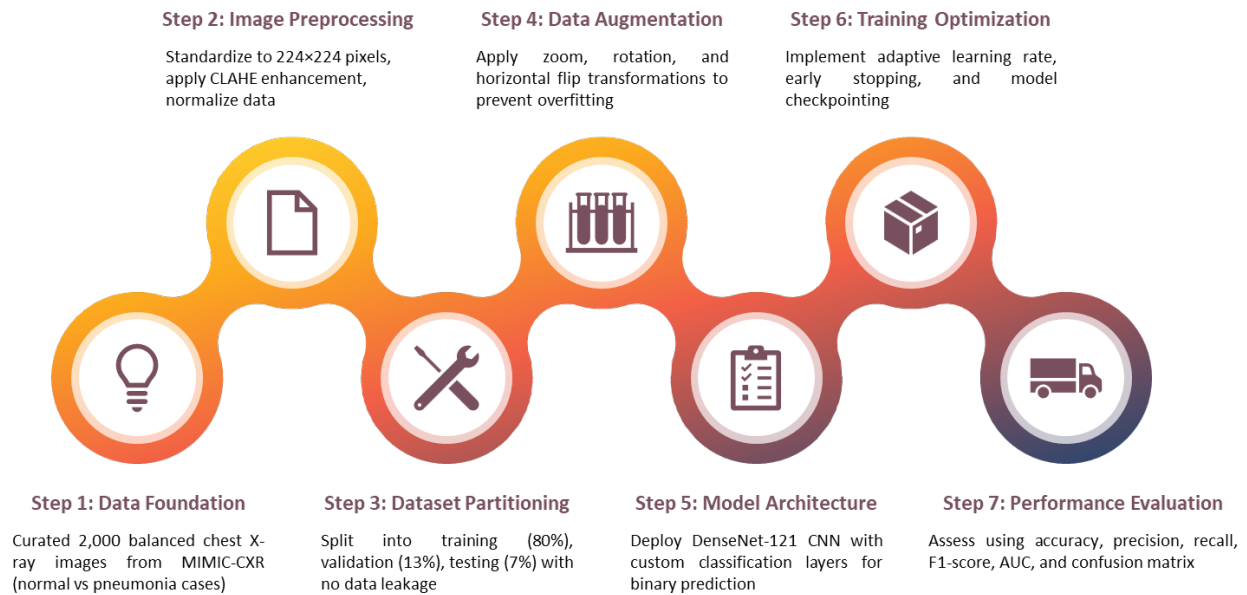 Step 2: Image Preprocessing
Standardize to 224×224 pixels,
apply CLAHE enhancement,
normalize data
Step 4: Data Augmentation
Apply zoom, rotation, and
horizontal flip transformations to
prevent overfitting
Step 6: Training Optimization
Implement adaptive learning rate,
early stopping, and model
checkpointing
Step 1: Data Foundation
Curated 2,000 balanced chest X-
ray images from MIMIC-CXR
(normal vs pneumonia cases)
Step 3: Dataset Partitioning
Split into training (80%),
validation (13%), testing (7%) with
no data leakage
Step 5: Model Architecture
Deploy DenseNet-121 CNN with
custom classification layers for
binary prediction
Step 7: Performance Evaluation
Assess using accuracy, precision, recall,
F1-score, AUC, and confusion matrix